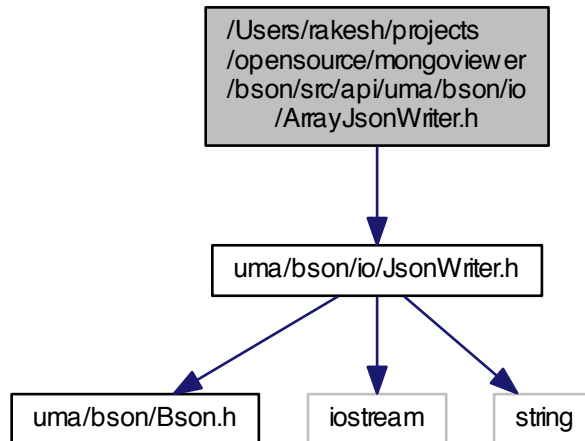 /Users/rakesh/projects
/opensource/mongoviewer
/bson/src/api/uma/bson/io
/ArrayJsonWriter.h
uma/bson/io/JsonWriter.h
uma/bson/Bson.h
iostream
string